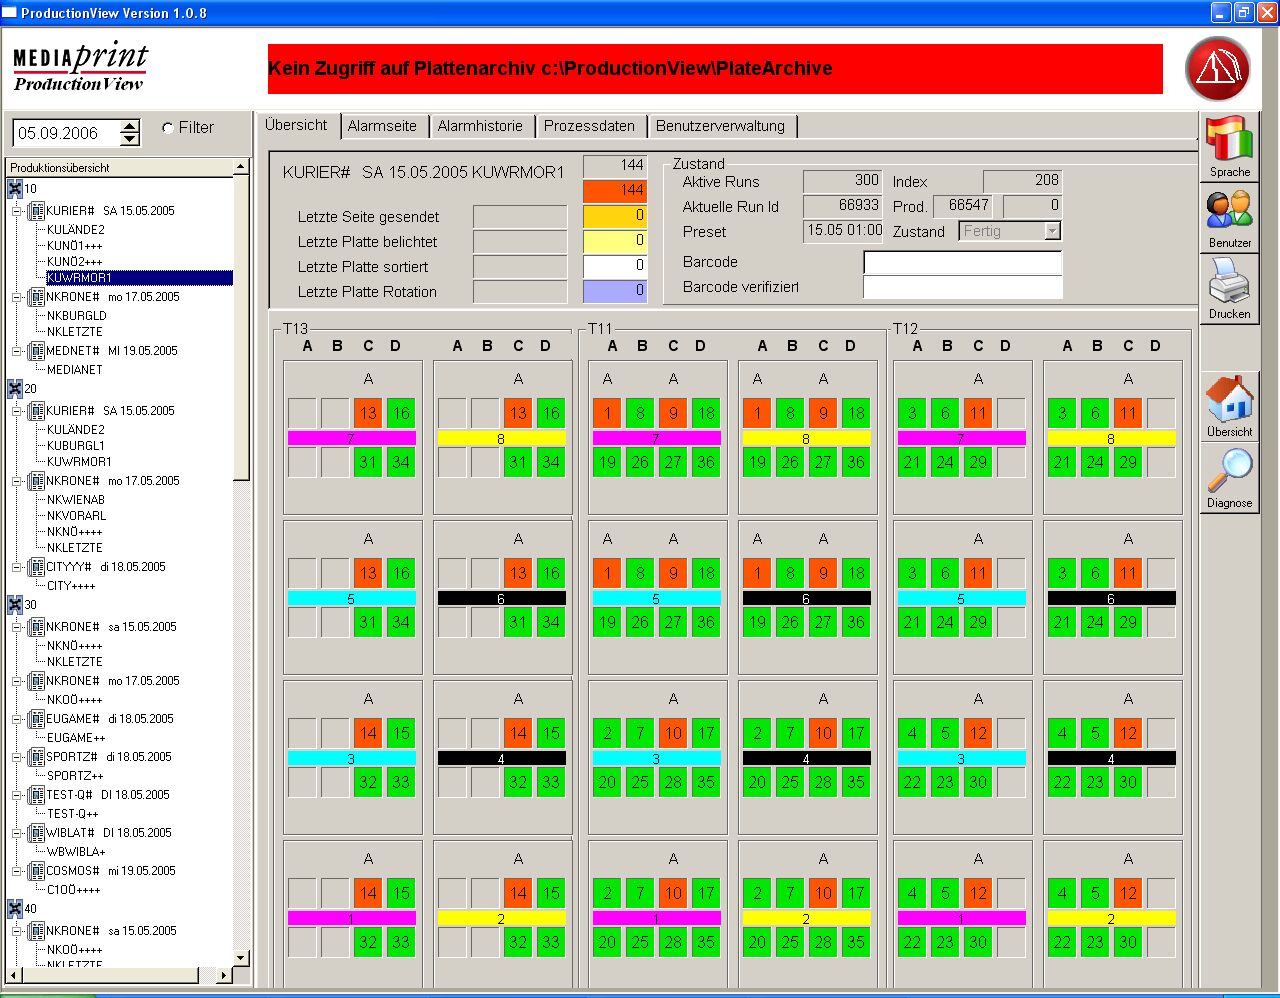 ProductionView Version 1.0.8
MEDIAprint
ProductionView
Kein Zugriff auf Plattenarchiv c:\ProductionView\PlateArchive
05.09.2006
Filter
Produktionsübersicht
10
KURIER# SA 15.05.2005
KULÄNDE2
KUNÖ1+++
KUNÖ2+++
KUWRMOR1
NKRONE# mo 17.05.2005
NKBURGLD
NKLETZTE
MEDNET# MI 19.05.2005
MEDIANET
20
KURIER# SA 15.05.2005
KULÄNDE2
KUBURGL1
KUWRMOR1
NKRONE# mo 17.05.2005
NKWIENAB
NKVORARL
NKNÖ++++
NKLETZTE
CITYYY# di 18.05.2005
CITY++++
30
NKRONE# sa 15.05.2005
NKNÖ++++
NKLETZTE
NKRONE# mo 17.05.2005
NKOÖ++++
EUGAME# di 18.05.2005
EUGAME++
SPORTZ# di 18.05.2005
SPORTZ++
TEST-Q# DI 18.05.2005
TEST-Q++
WIBLAT# DI 18.05.2005
WBWIBLA+
COSMOS# mi 19.05.2005
C1OÖ++++
40
NKRONE# sa 15.05.2005
NKOÖ++++
NKLETZTE
Übersicht Alarmseite Alarmhistorie Prozessdaten Benutzerverwaltung
KURIER# SA 15.05.2005 KUWRMOR1 144
144
Letzte Seite gesendet 0
Letzte Platte belichtet 0
Letzte Platte sortiert 0
Letzte Platte Rotation 0
Zustand
Aktive Runs 300 Index 208
Aktuelle Run Id 66933 Prod. 66547 0
Preset 15.05 01:00 Zustand Fertig
Barcode
Barcode verifiziert
T13 T11 T12
A B C D A B C D A B C D A B C D A B C D A B C D
A A A A A A A A
13 16 13 16 1 8 9 18 1 8 9 18 3 6 11 3 6 11
7 8 7 8 7 8
31 34 31 34 19 26 27 36 19 26 27 36 21 24 29 21 24 29
A A A A A A A A
13 16 13 16 1 8 9 18 1 8 9 18 3 6 11 3 6 11
5 6 5 6 5 6
31 34 31 34 19 26 27 36 19 26 27 36 21 24 29 21 24 29
A A A A A A
14 15 14 15 2 7 10 17 2 7 10 17 4 5 12 4 5 12
3 4 3 4 3 4
32 33 32 33 20 25 28 35 20 25 28 35 22 23 30 22 23 30
A A A A A A
14 15 14 15 2 7 10 17 2 7 10 17 4 5 12 4 5 12
1 2 1 2 1 2
32 33 32 33 20 25 28 35 20 25 28 35 22 23 30 22 23 30
Sprache
Benutzer
Drucken
Übersicht
Diagnose